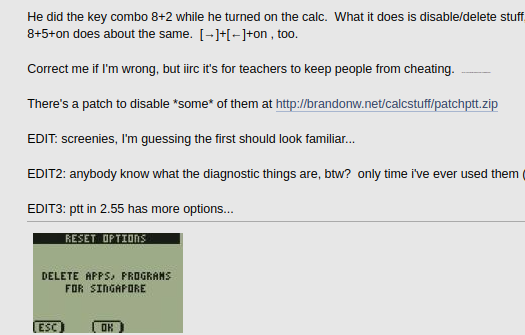 He did the key combo 8+2 while he turned on the calc. What it does is disable/delete stuff.
8+5+on does about the same. [→]+[←]+on , too.
Correct me if I'm wrong, but iirc it's for teachers to keep people from cheating.
There's a patch to disable *some* of them at http://brandonw.net/calcstuff/patchptt.zip
EDIT: screenies, I'm guessing the first should look familiar...
EDIT2: anybody know what the diagnostic things are, btw? only time i've ever used them (
EDIT3: ptt in 2.55 has more options...
RESET OPTIONS
DELETE APPS, PROGRAMS
FOR SINGAPORE
ESC OK